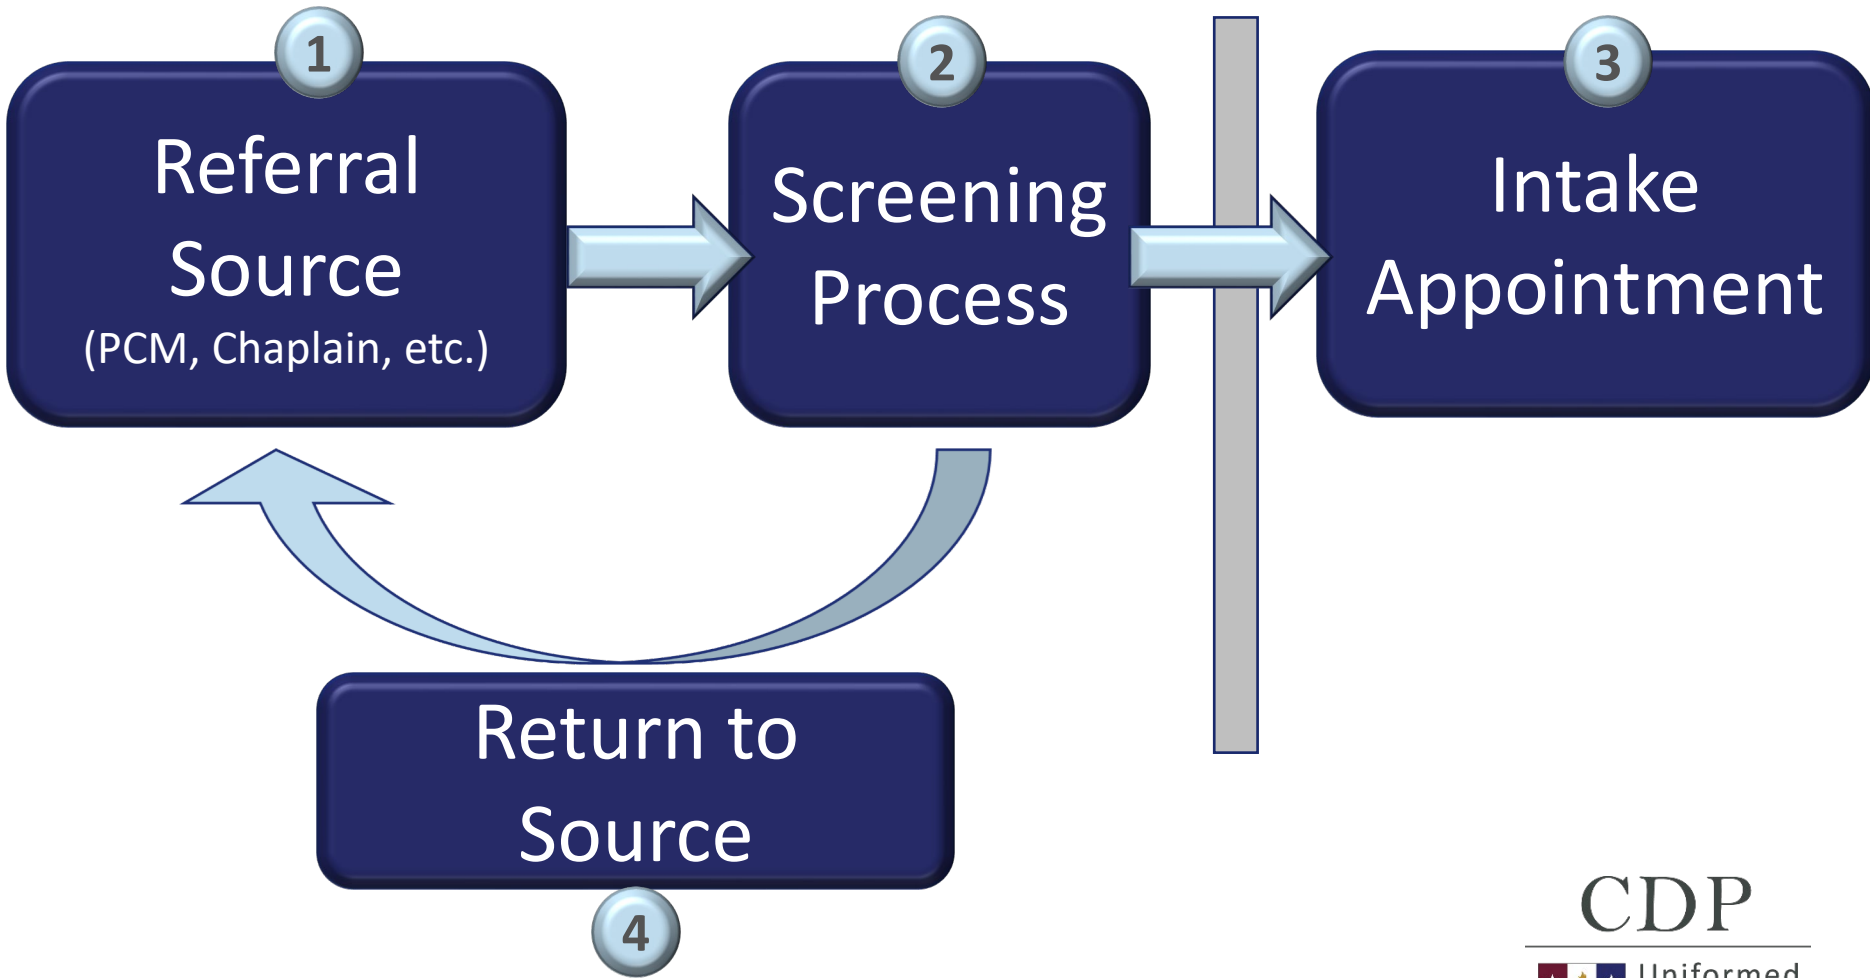 1
Referral
Source
(PCM, Chaplain, etc.)
2
Screening
Process
3
Intake
Appointment
Return to
Source
4
CDP
Uniformed